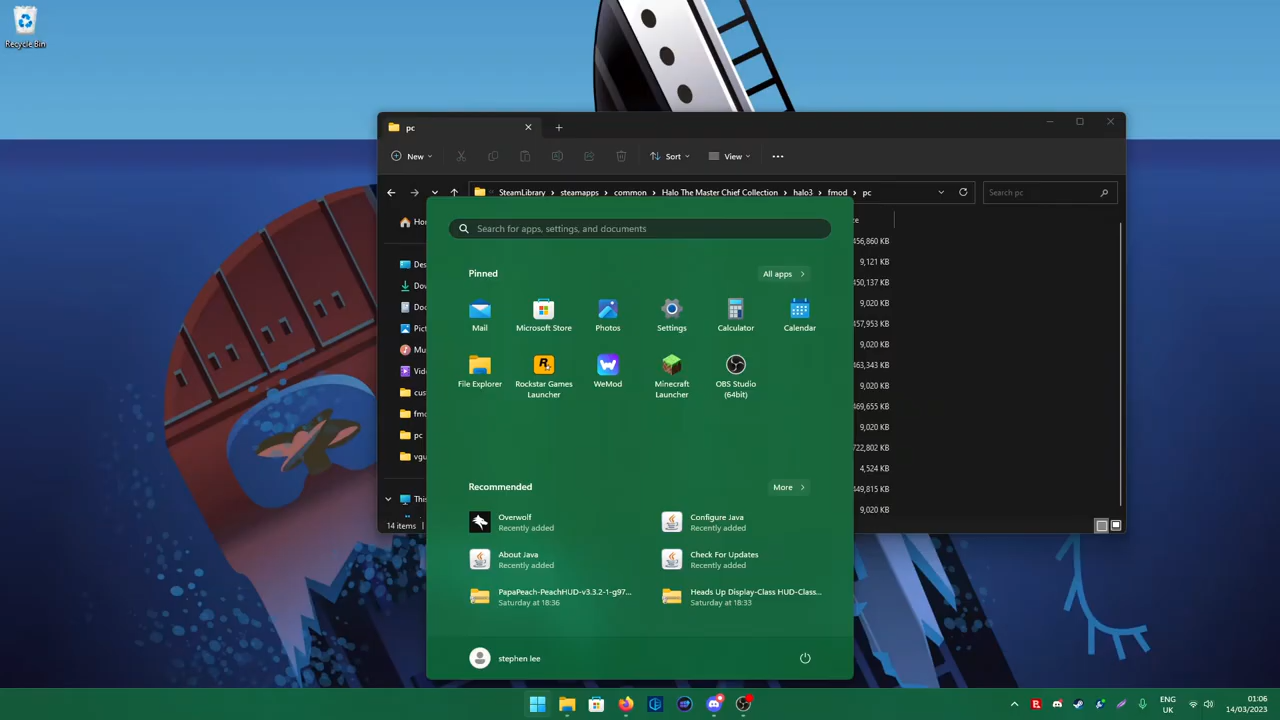 Recycle Bin
pc
New
Sort
View
SteamLibrary
steamapps
common
Halo The Master Chief Collection
halo3
fmod
pc
Search pc
Search for apps, settings, and documents
Pinned
All apps
Mail
Microsoft Store
Photos
Settings
Calculator
Calendar
File Explorer
Rockstar Games
Launcher
WeMod
Minecraft
Launcher
OBS Studio
(64bit)
456,860 KB
9,121 KB
450,137 KB
9,020 KB
457,953 KB
9,020 KB
463,343 KB
9,020 KB
469,655 KB
9,020 KB
722,802 KB
4,524 KB
449,815 KB
9,020 KB
cus
fmo
pc
vgu
14 items
Recommended
More
Overwolf
Recently added
Configure Java
Recently added
About Java
Recently added
Check For Updates
Recently added
PapaPeach-PeachHUD-v3.3.2-1-g97...
Saturday at 18:36
Heads Up Display-Class HUD-Class...
Saturday at 18:33
stephen lee
ENG
UK
01:06
14/03/2023